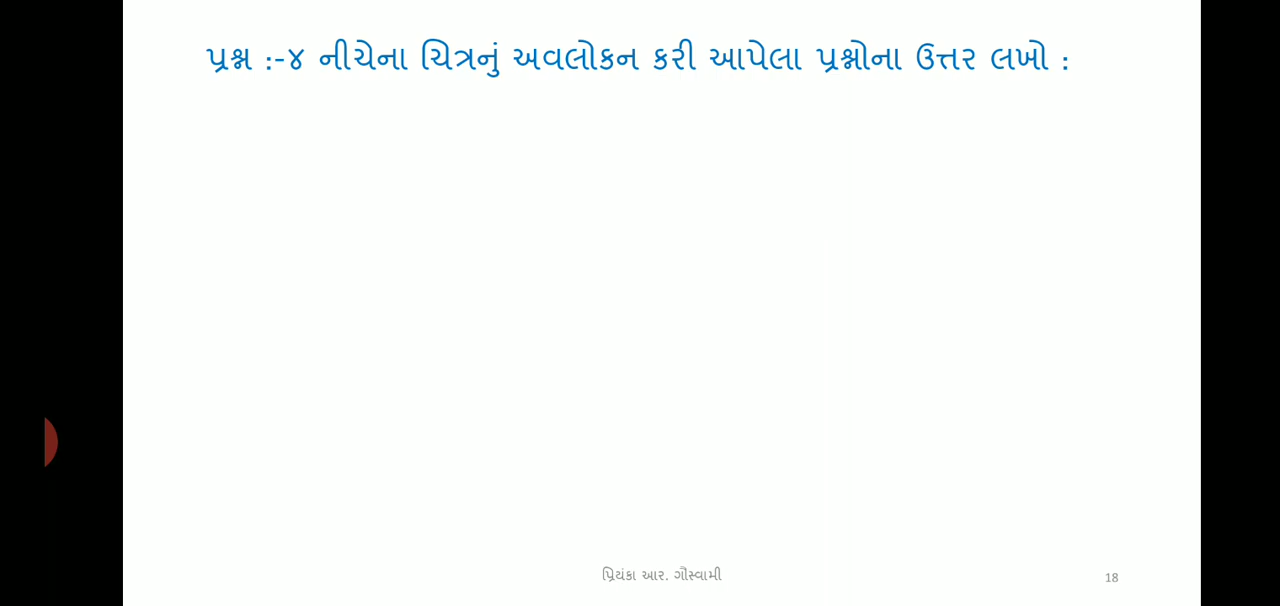 પ્રશ્ન :-૪ નીચેના ચિત્રનું અવલોકન કરી આપેલા પ્રશ્નોના ઉત્તર લખો :
પ્રિયંકા આર. ગૌસ્વામી
18